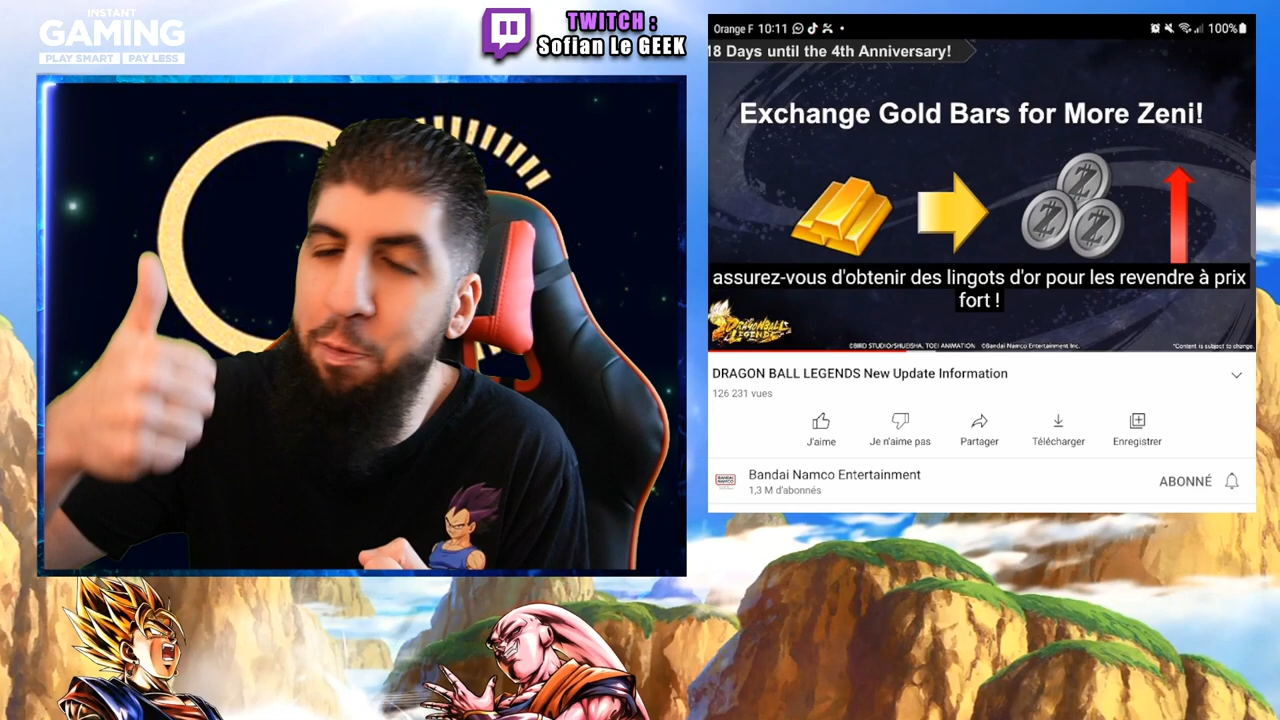 INSTANT
GAMING
PLAY SMART PAY LESS
TWITCH :
Sofian Le GEEK
Orange F 10:11
100%
18 Days until the 4th Anniversary!
Exchange Gold Bars for More Zeni!
assurez-vous d'obtenir des lingots d'or pour les revendre à prix
fort !
DRAGON BALL
LEGENDS
©BIRD STUDIO/SHUEISHA, TOEI ANIMATION ©Bandai Namco Entertainment Inc.
*Content is subject to change.
DRAGON BALL LEGENDS New Update Information
126 231 vues
J'aime
Je n'aime pas
Partager
Télécharger
Enregistrer
Bandai Namco Entertainment
1,3 M d'abonnés
ABONNÉ